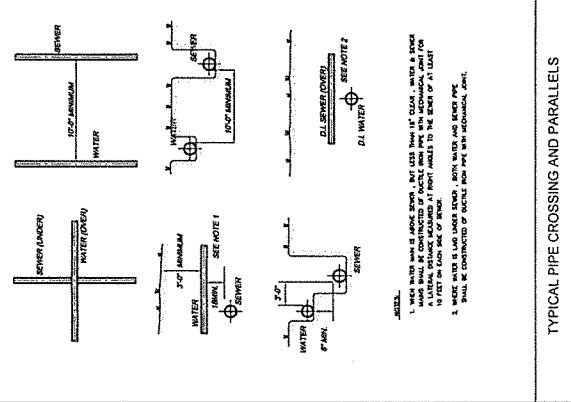 SEWER (UNDER)
WATER (OVER)
SEWER
10'-0" MINIMUM
WATER
3'-0" MINIMUM
WATER
18MIN.
SEE NOTE 1
SEWER
WATER
SEWER
10'-0" MINIMUM
3'-0"
WATER
6" MIN.
SEWER
D.I. SEWER (OVER)
SEE NOTE 2
D.I. WATER
NOTES
1. WHEN WATER MAIN IS ABOVE SEWER , BUT LESS THAN 18" CLEAR , WATER & SEWER
MAINS SHALL BE CONSTRUCTED OF DUCTILE IRON PIPE WITH MECHANICAL JOINT FOR
A LATERAL DISTANCE MEASURED AT RIGHT ANGLES TO THE SEWER OF AT LEAST
10 FEET ON EACH SIDE OF SEWER.
2. WHERE WATER IS LAID UNDER SEWER , BOTH WATER AND SEWER PIPE
SHALL BE CONSTRUCTED OF DUCTILE IRON PIPE WITH MECHANICAL JOINT.
TYPICAL PIPE CROSSING AND PARALLELS